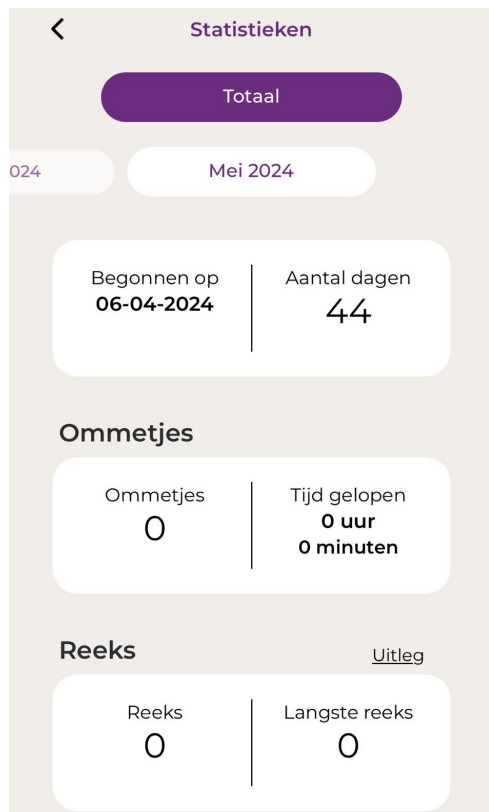 Statistieken
Totaal
024
Mei 2024
Begonnen op
06-04-2024
Aantal dagen
44
Ommetjes
Ommetjes
0
Tijd gelopen
0 uur
0 minuten
Reeks
Uitleg
Reeks
0
Langste reeks
0